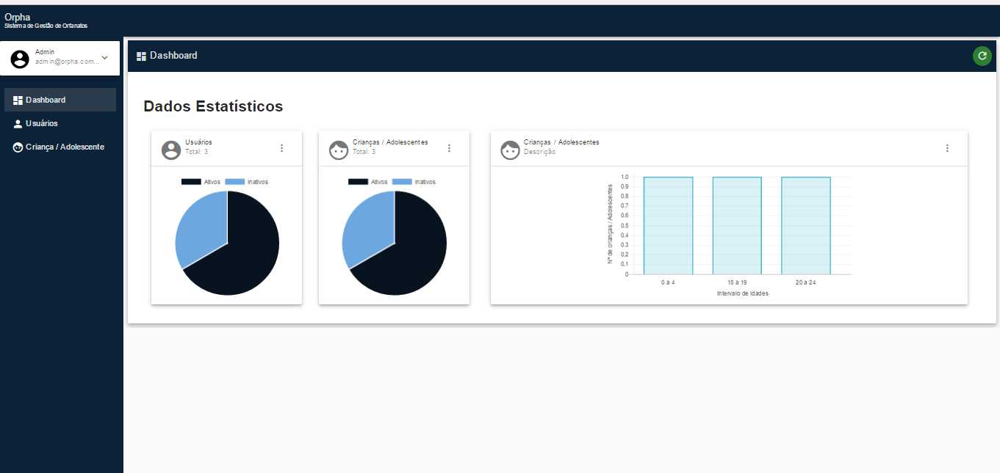 Orpha
Sistema de Gestão de Orfanatos
Admin
admin@orpha.com...
Dashboard
Usuários
Criança / Adolescente
Dashboard
Dados Estatísticos
Usuários
Total: 3
Ativos Inativos
Crianças / Adolescentes
Total: 3
Ativos Inativos
Crianças / Adolescentes
Descrição
Nº de crianças / Adolescentes
1.0
0.9
0.8
0.7
0.6
0.5
0.4
0.3
0.2
0.1
0
0 a 4 15 a 19 20 a 24
Intervalo de Idades